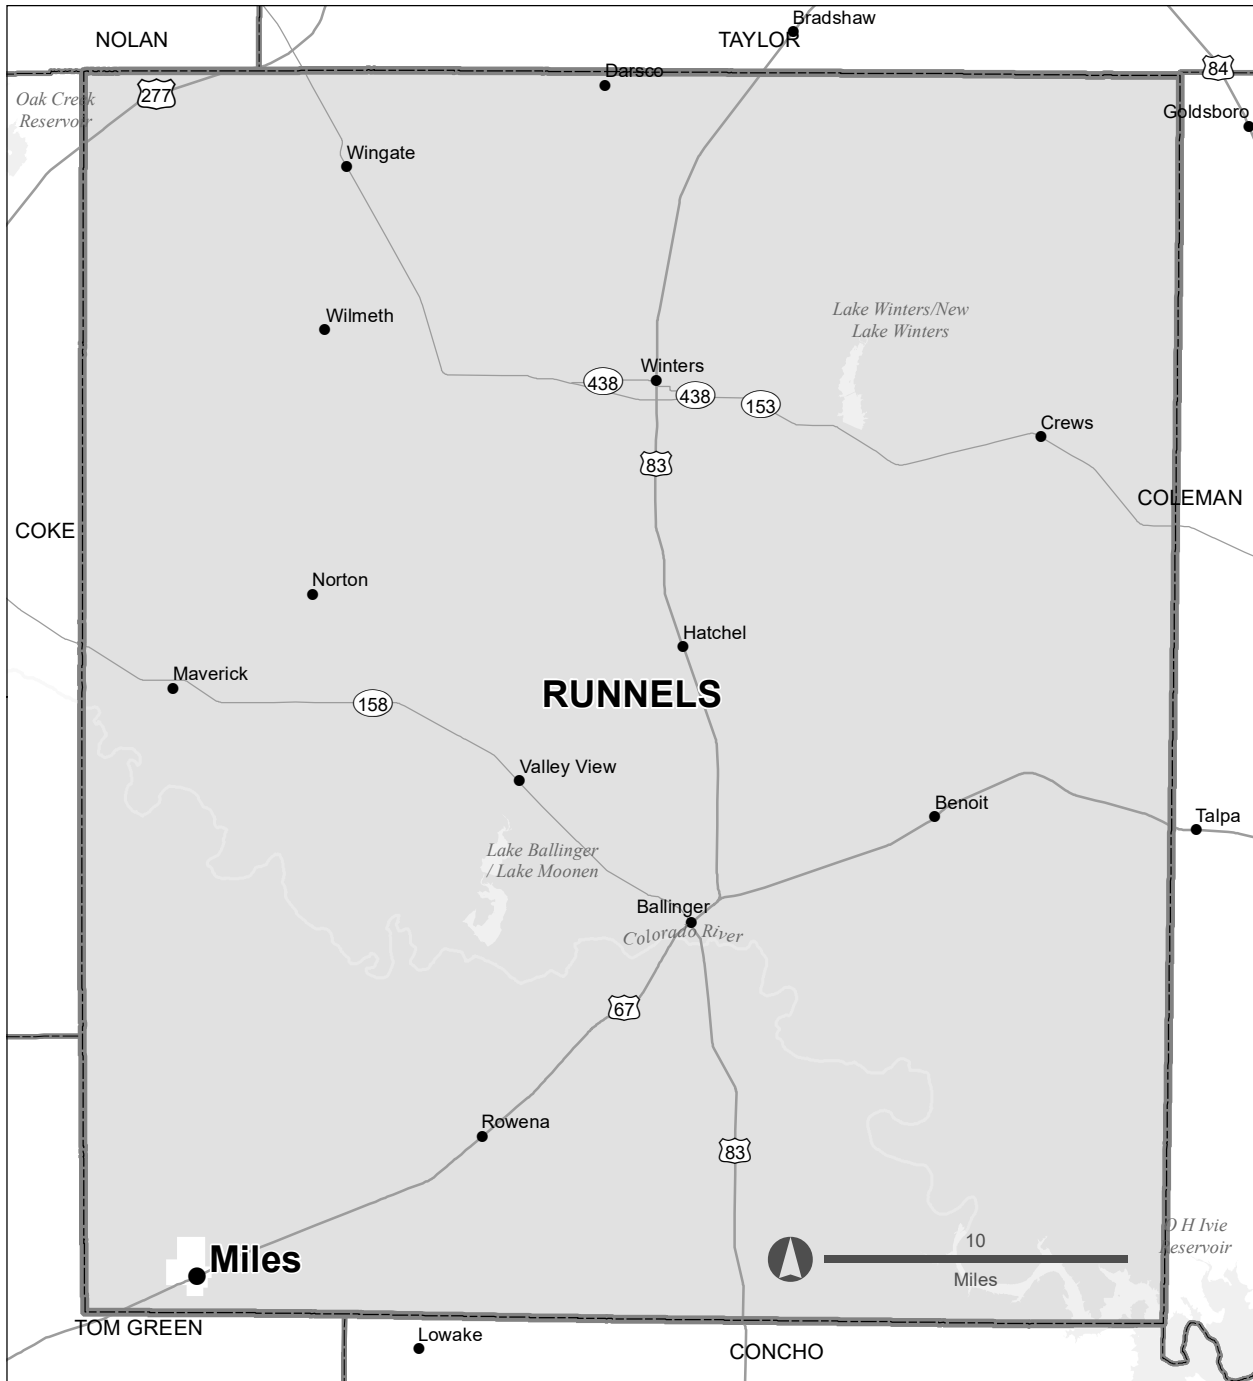 Bradshaw
NOLAN
TAYLOR
84
Darsco
277
Oak Creek
Reservoir
Goldsboro
Wingate
Lake Winters/New
Lake Winters
Wilmeth
Winters
438
438
153
Crews
83
COLEMAN
COKE
Norton
Hatchel
Maverick
RUNNELS
158
Valley View
Benoit
Talpa
Lake Ballinger
/ Lake Moonen
Ballinger
Colorado River
67
Rowena
83
O H Ivie
Reservoir
10
Miles
Miles
TOM GREEN
Lowake
CONCHO